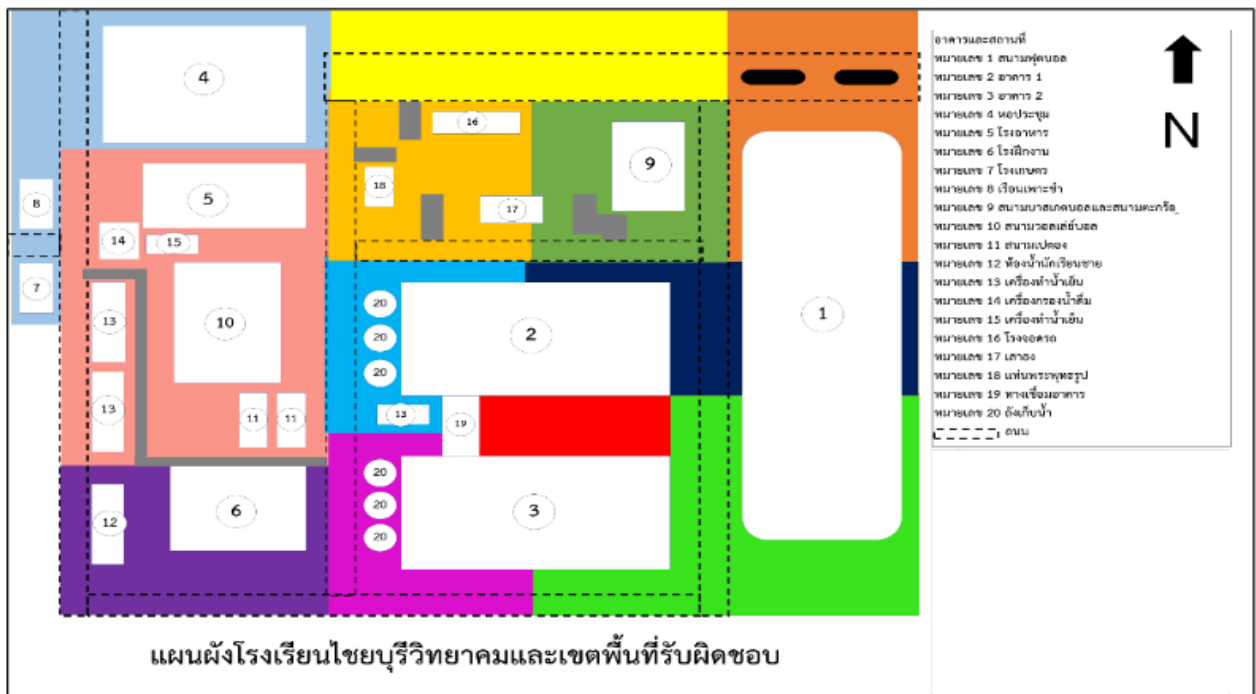 4
16
9
5
18
8
17
14
15
7
20
13
10
2
1
20
20
13
11
11
13
19
20
12
6
20
3
20
อาคารและสถานที่
หมายเลข 1 สนามฟุตบอล
หมายเลข 2 อาคาร 1
หมายเลข 3 อาคาร 2
หมายเลข 4 หอประชุม
หมายเลข 5 โรงอาหาร
หมายเลข 6 โรงฝึกงาน
หมายเลข 7 โรงเกษตร
หมายเลข 8 เรือนเพาะชำ
หมายเลข 9 สนามบาสเกตบอลและสนามตะกร้อ
หมายเลข 10 สนามวอลเล่ย์บอล
หมายเลข 11 สนามเปตอง
หมายเลข 12 ห้องน้ำนักเรียนชาย
หมายเลข 13 เครื่องทำน้ำเย็น
หมายเลข 14 เครื่องกรองน้ำดื่ม
หมายเลข 15 เครื่องทำน้ำเย็น
หมายเลข 16 โรงจอดรถ
หมายเลข 17 เสาธง
หมายเลข 18 แท่นพระพุทธรูป
หมายเลข 19 ทางเชื่อมอาคาร
หมายเลข 20 ถังเก็บน้ำ
ถนน
N
แผนผังโรงเรียนไชยบุรีวิทยาคมและเขตพื้นที่รับผิดชอบ